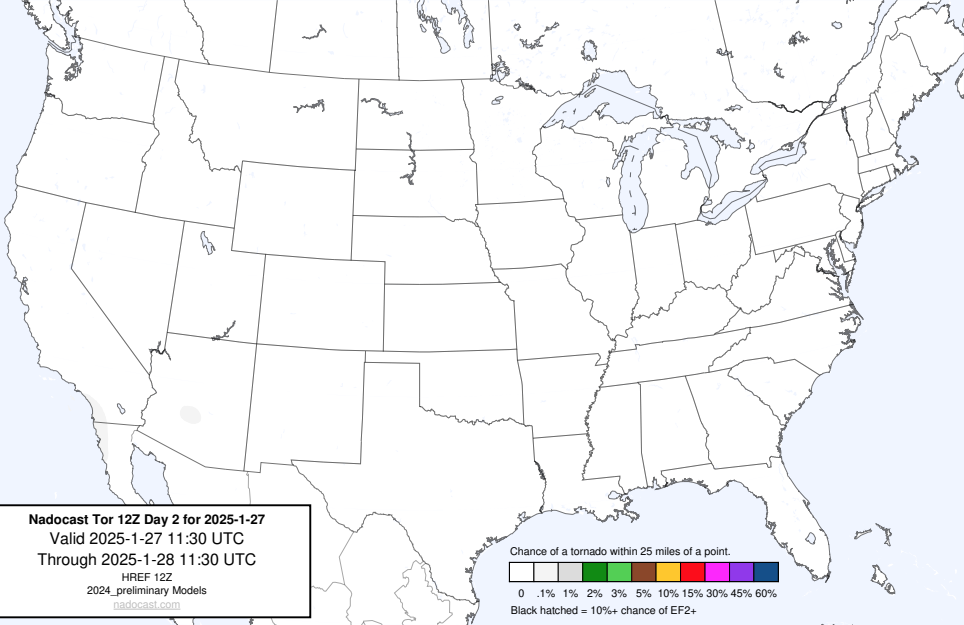 Nadocast Tor 12Z Day 2 for 2025-1-27
Valid 2025-1-27 11:30 UTC
Through 2025-1-28 11:30 UTC
HREF 12Z
2024_preliminary Models
nadocast.com
Chance of a tornado within 25 miles of a point.
0 .1% 1% 2% 3% 5% 10% 15% 30% 45% 60%
Black hatched = 10%+ chance of EF2+